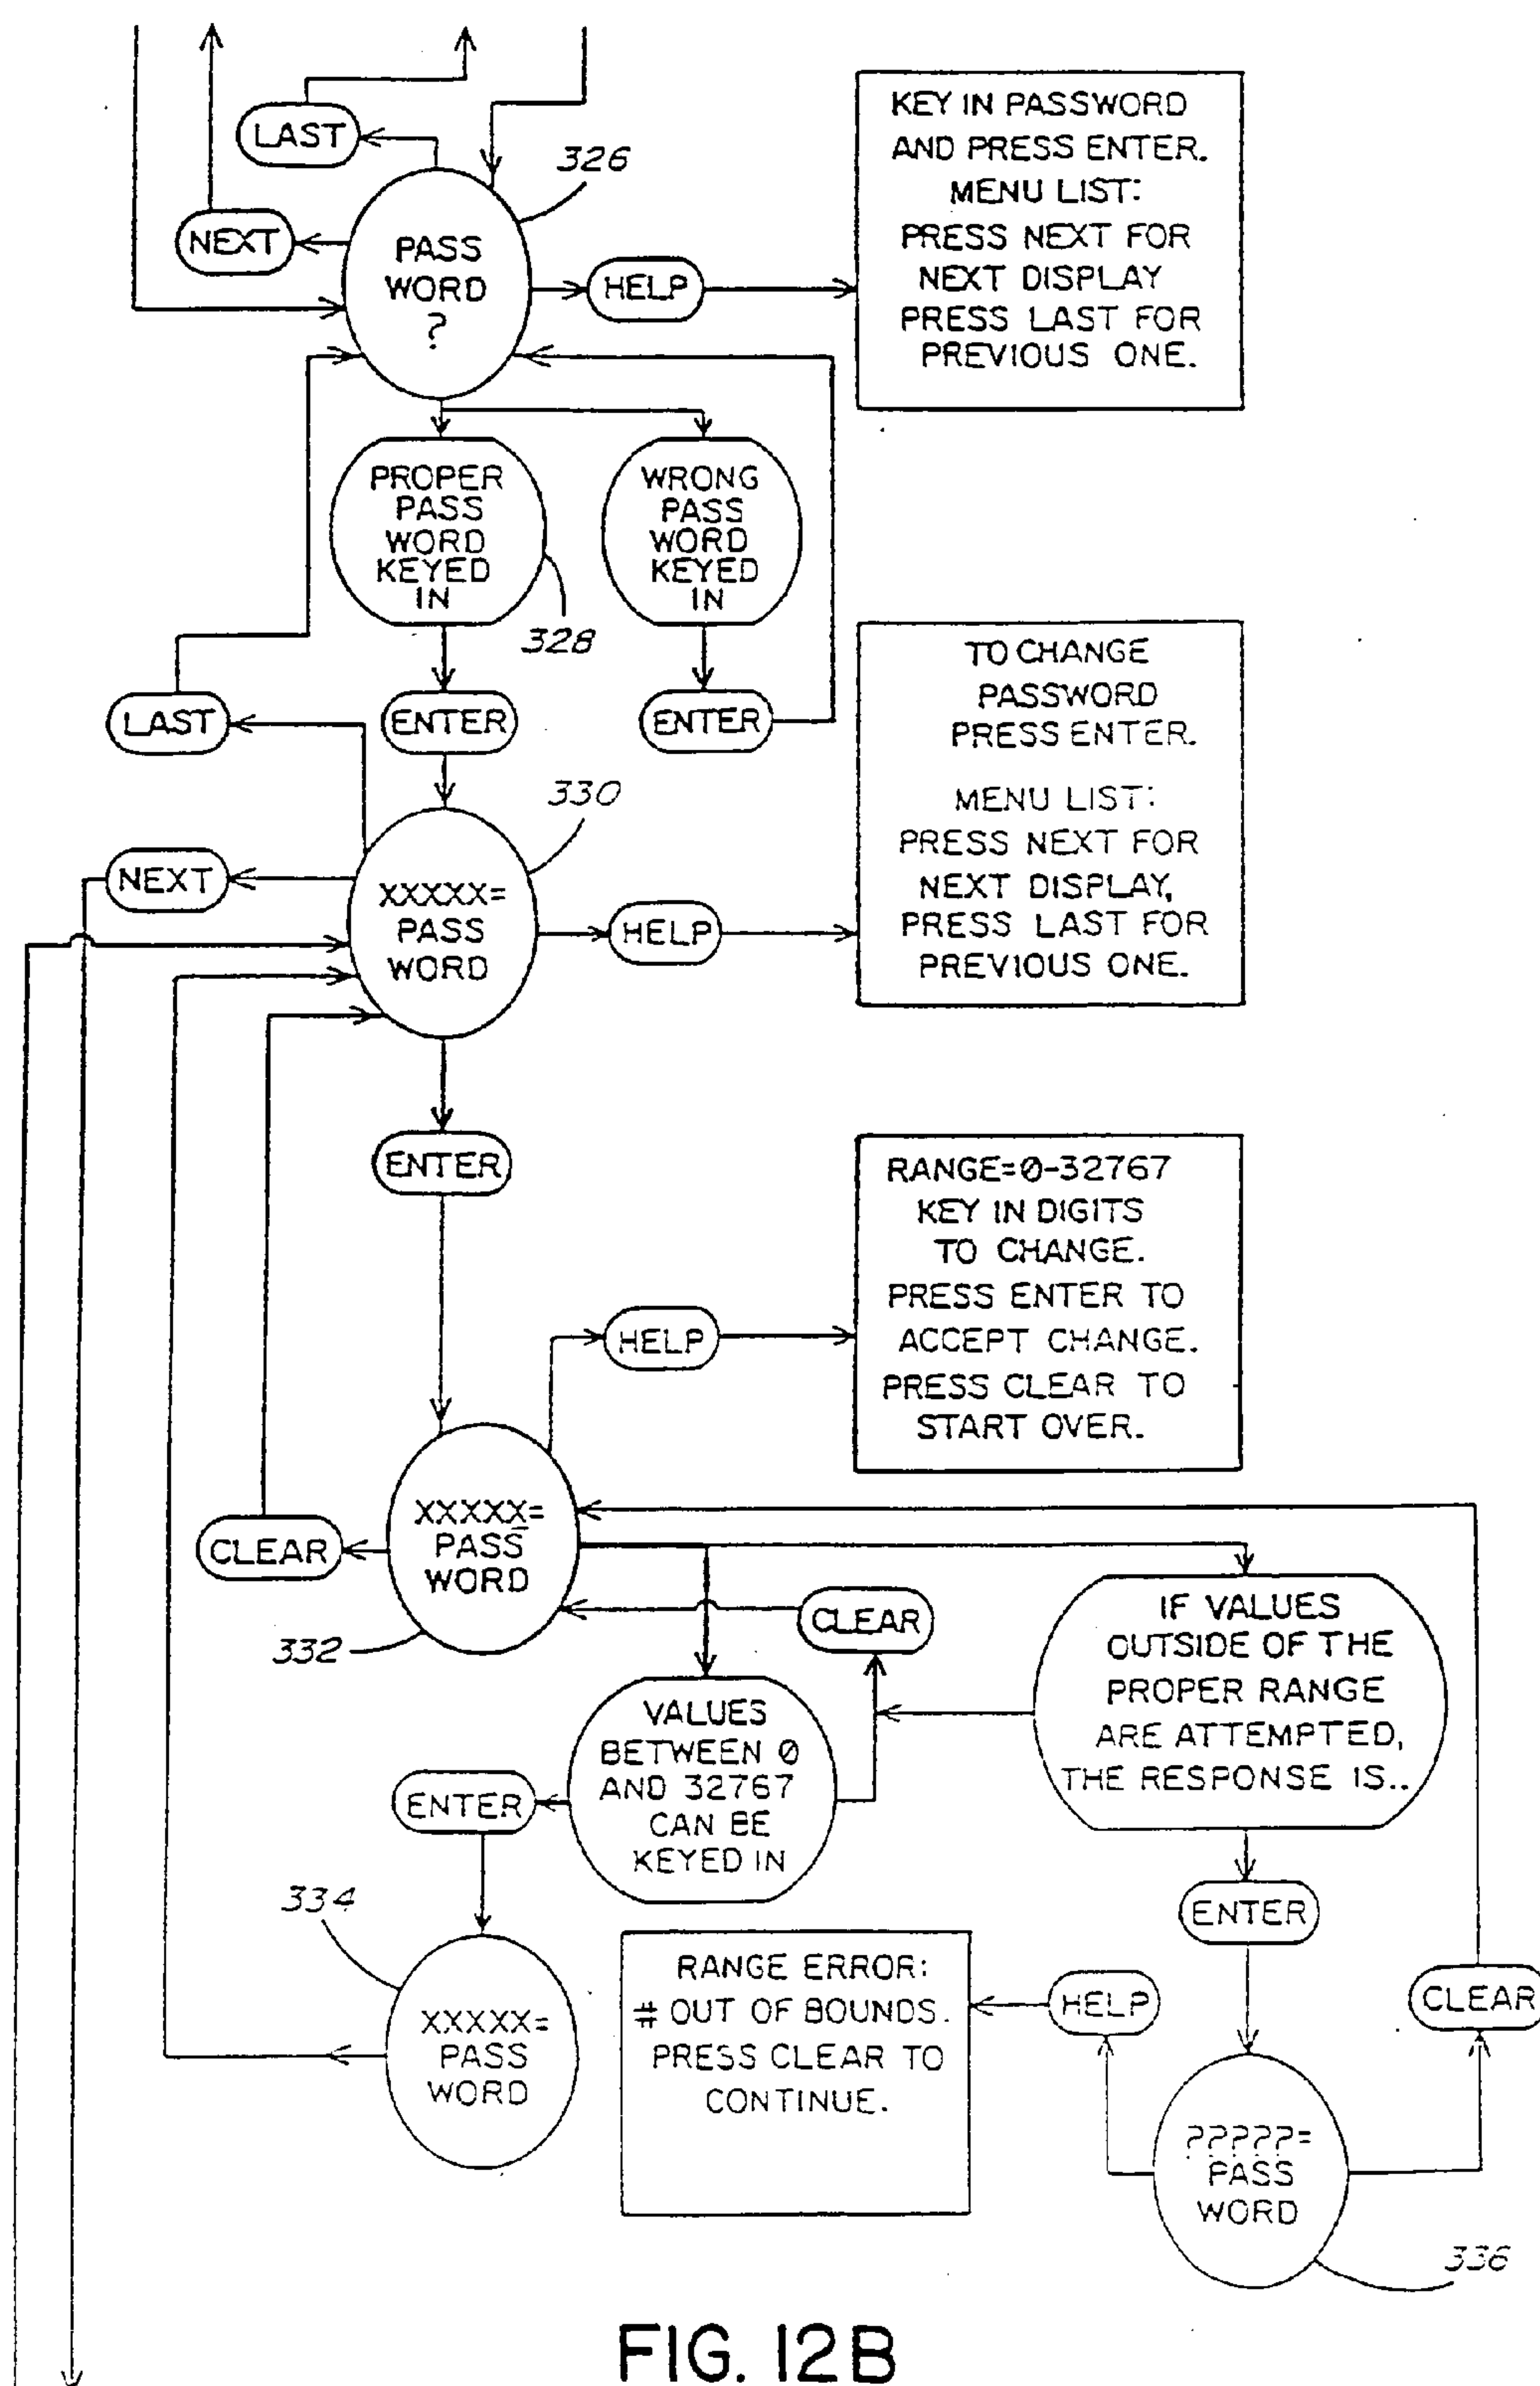 LAST
326
KEY IN PASSWORD
AND PRESS ENTER.
MENU LIST:
PRESS NEXT FOR
NEXT DISPLAY
PRESS LAST FOR
PREVIOUS ONE.
NEXT
PASS
WORD
?
HELP
PROPER
PASS
WORD
KEYED
IN
328
WRONG
PASS
WORD
KEYED
IN
LAST
ENTER
ENTER
TO CHANGE
PASSWORD
PRESS ENTER.
MENU LIST:
PRESS NEXT FOR
NEXT DISPLAY,
PRESS LAST FOR
PREVIOUS ONE.
330
NEXT
XXXXX=
PASS
WORD
HELP
ENTER
RANGE=0-32767
KEY IN DIGITS
TO CHANGE.
PRESS ENTER TO
ACCEPT CHANGE.
PRESS CLEAR TO
START OVER.
HELP
CLEAR
XXXXX=
PASS
WORD
332
CLEAR
IF VALUES
OUTSIDE OF THE
PROPER RANGE
ARE ATTEMPTED,
THE RESPONSE IS..
VALUES
BETWEEN 0
AND 32767
CAN BE
KEYED IN
ENTER
334
XXXXX=
PASS
WORD
ENTER
RANGE ERROR:
# OUT OF BOUNDS.
PRESS CLEAR TO
CONTINUE.
HELP
CLEAR
?????=
PASS
WORD
336
FIG. 12B